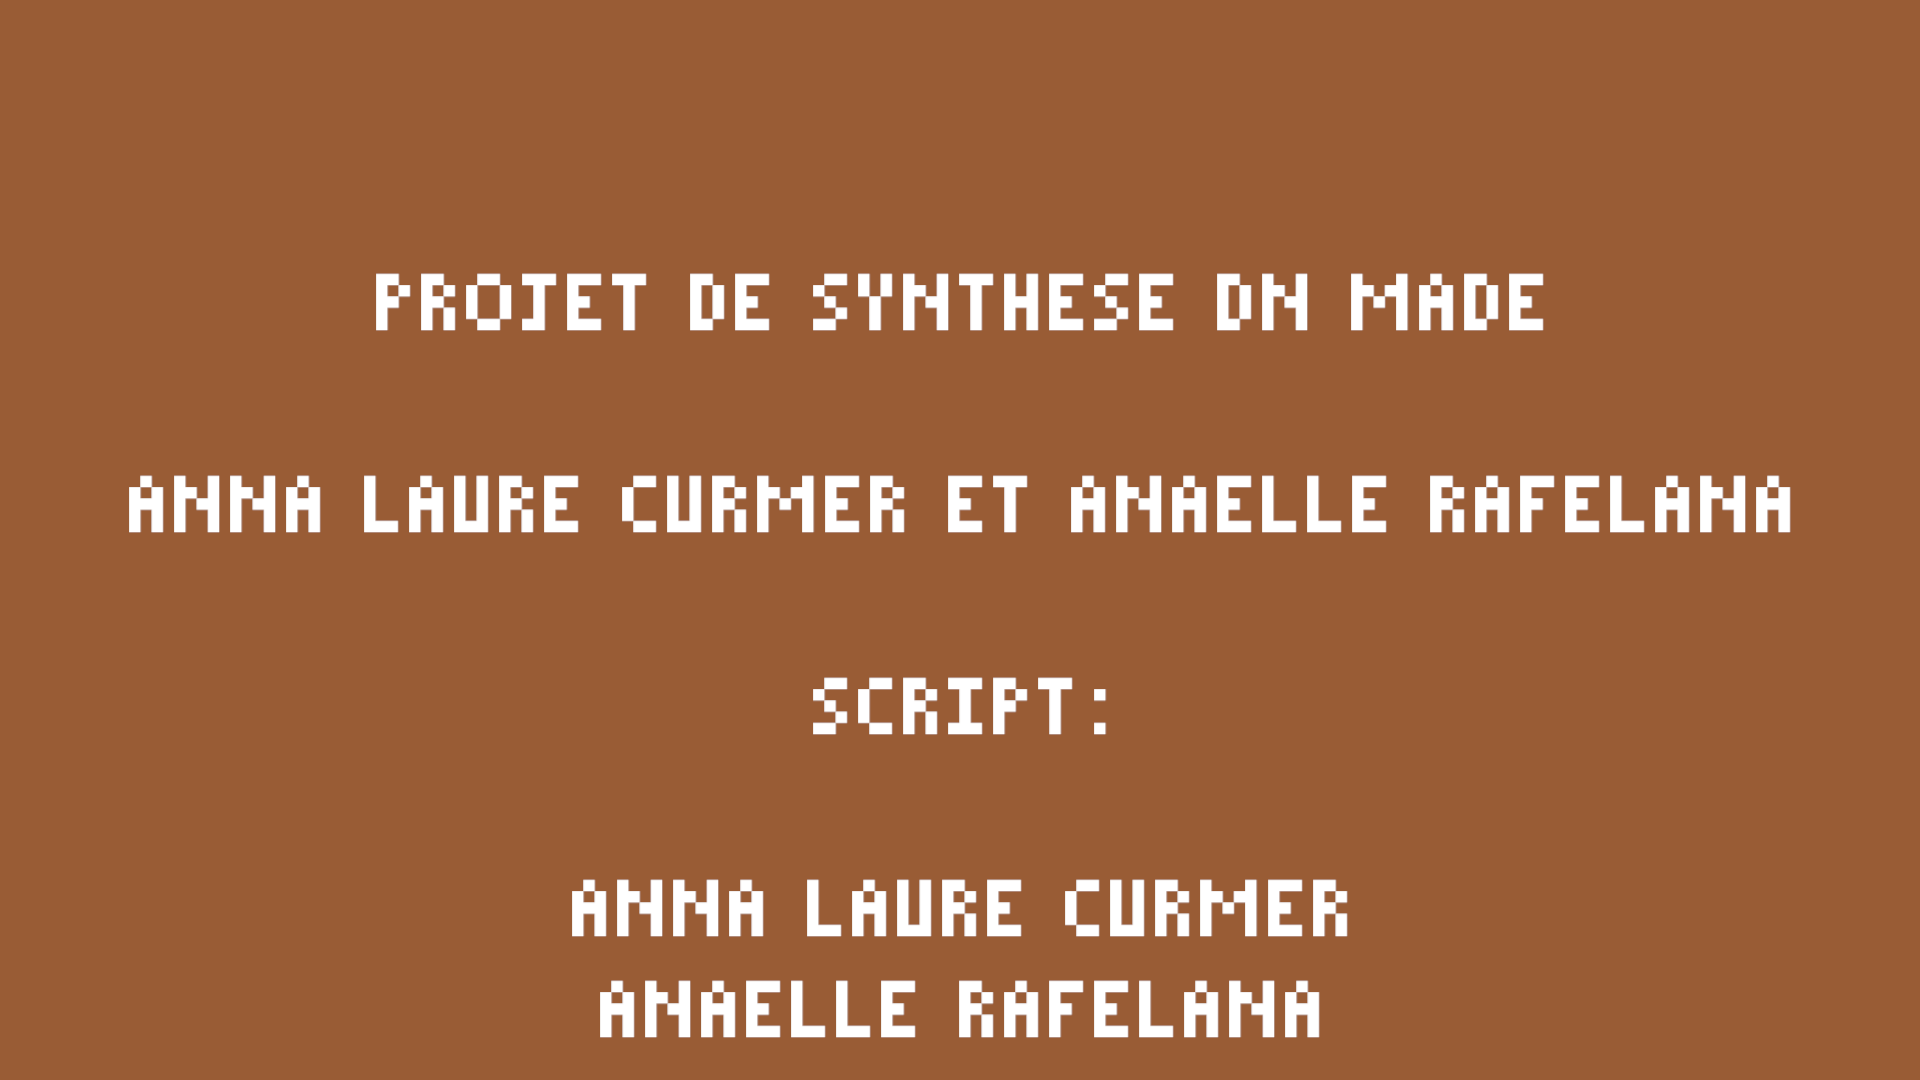 PROJET DE SYNTHESE DN MADE
ANNA LAURE CURMER ET ANAELLE RAFELANA
SCRIPT:
ANNA LAURE CURMER
ANAELLE RAFELANA